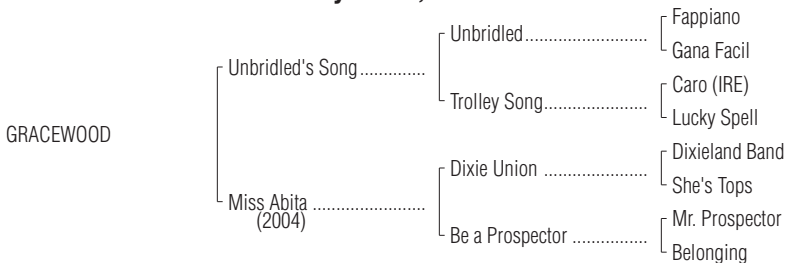 Fappiano
Unbridled
Gana Facil
Unbridled's Song
Caro (IRE)
Trolley Song
Lucky Spell
GRACEWOOD
Dixieland Band
Dixie Union
She's Tops
Miss Abita
(2004)
Mr. Prospector
Be a Prospector
Belonging